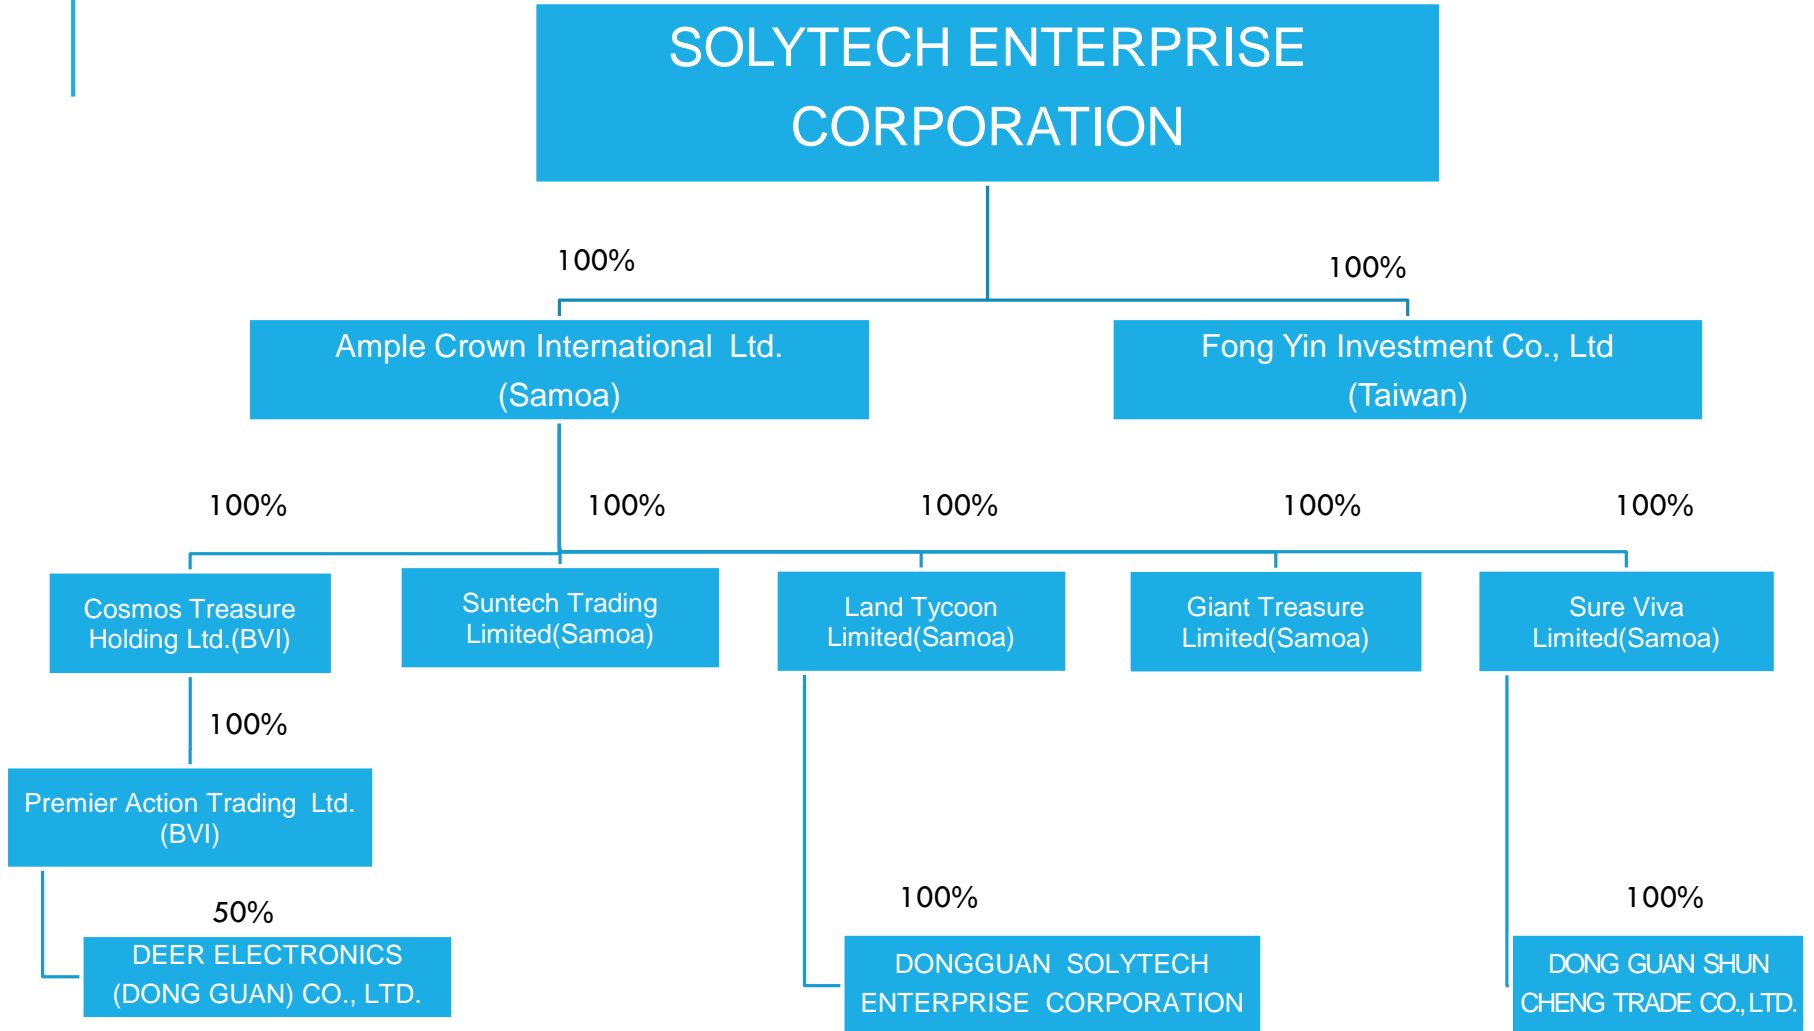 SOLYTECH ENTERPRISE
CORPORATION
100%
100%
Ample Crown International Ltd.
(Samoa)
Fong Yin Investment Co., Ltd
(Taiwan)
100%
100%
100%
100%
100%
Cosmos Treasure
Holding Ltd.(BVI)
Suntech Trading
Limited(Samoa)
Land Tycoon
Limited(Samoa)
Giant Treasure
Limited(Samoa)
Sure Viva
Limited(Samoa)
100%
Premier Action Trading Ltd.
(BVI)
50%
100%
100%
DEER ELECTRONICS
(DONG GUAN) CO., LTD.
DONGGUAN SOLYTECH
ENTERPRISE CORPORATION
DONG GUAN SHUN
CHENG TRADE CO., LTD.